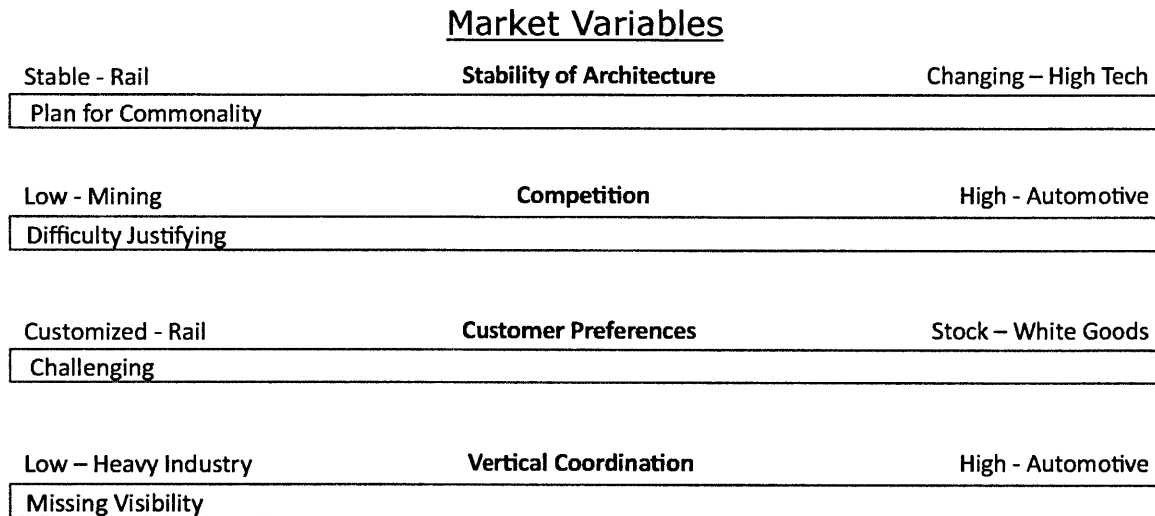 Market Variables
Stable - Rail Stability of Architecture Changing – High Tech
Plan for Commonality
Low - Mining Competition High - Automotive
Difficulty Justifying
Customized - Rail Customer Preferences Stock – White Goods
Challenging
Low – Heavy Industry Vertical Coordination High - Automotive
Missing Visibility